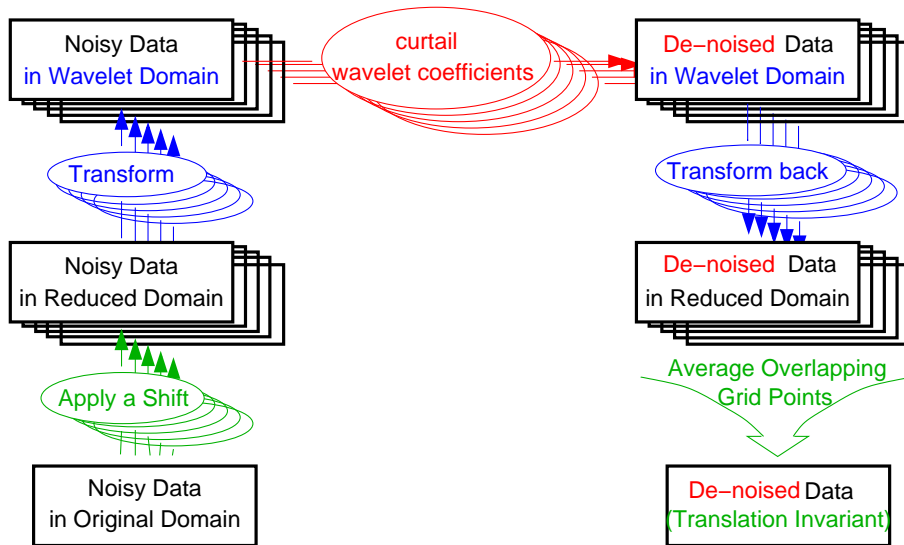 Noisy Data
in Wavelet Domain
curtail
wavelet coefficients
De−noised Data
in Wavelet Domain
Transform
Transform back
Noisy Data
in Reduced Domain
De−noised Data
in Reduced Domain
Apply a Shift
Average Overlapping
Grid Points
Noisy Data
in Original Domain
De−noised Data
(Translation Invariant)